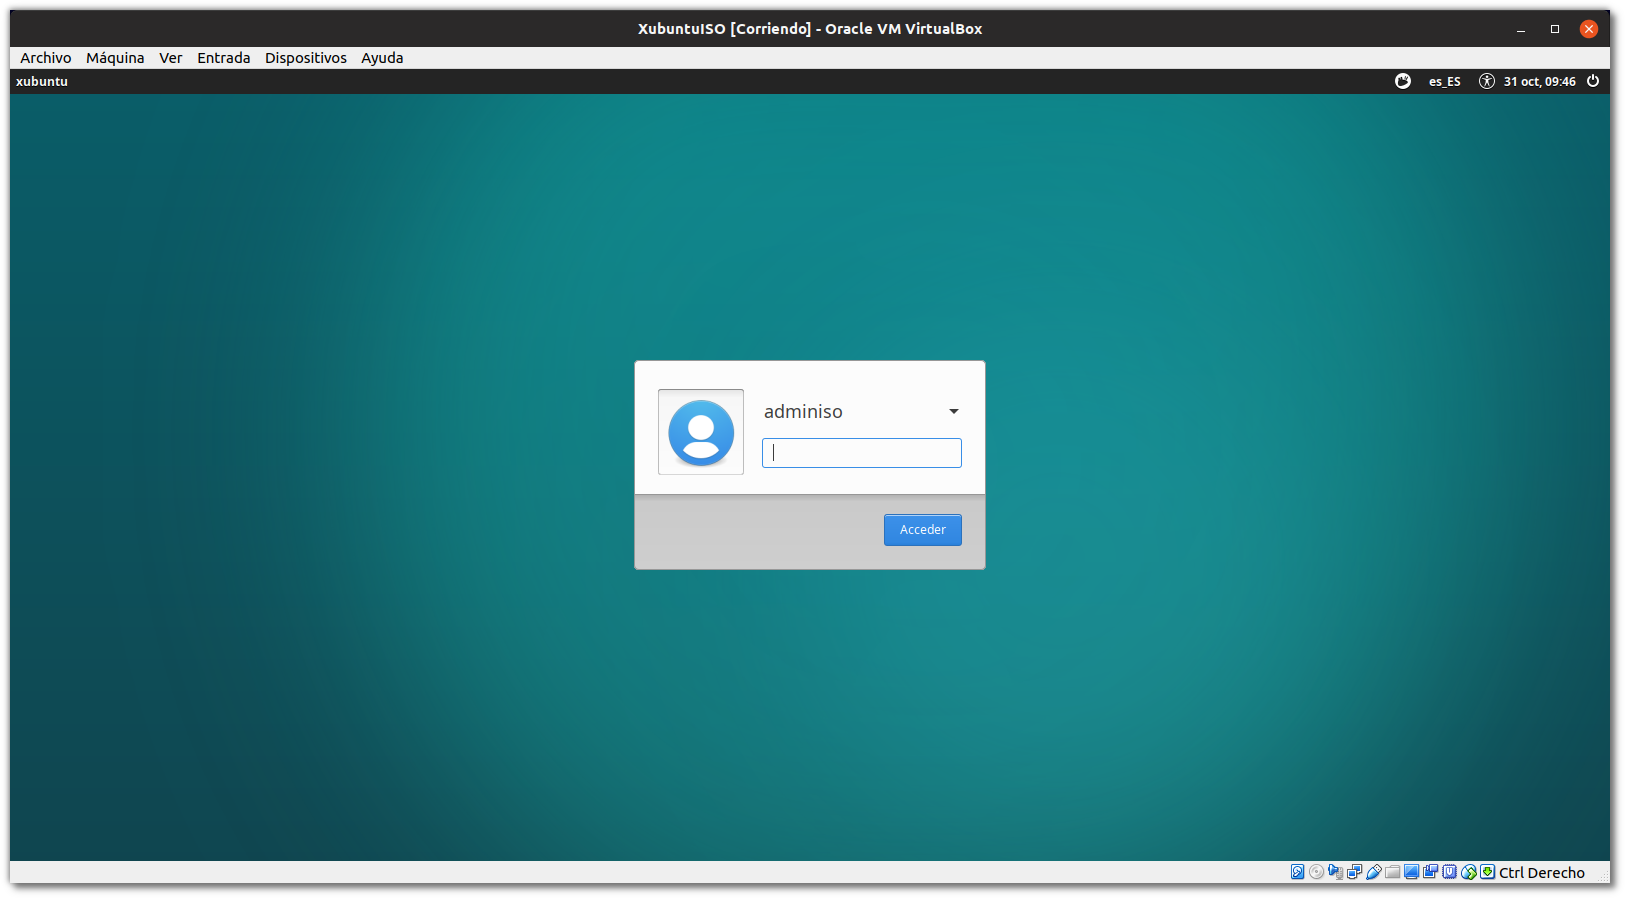 XubuntuISO [Corriendo] - Oracle VM VirtualBox
Archivo Máquina Ver Entrada Dispositivos Ayuda
xubuntu es_ES 31 oct, 09:46
adminiso
Acceder
Ctrl Derecho